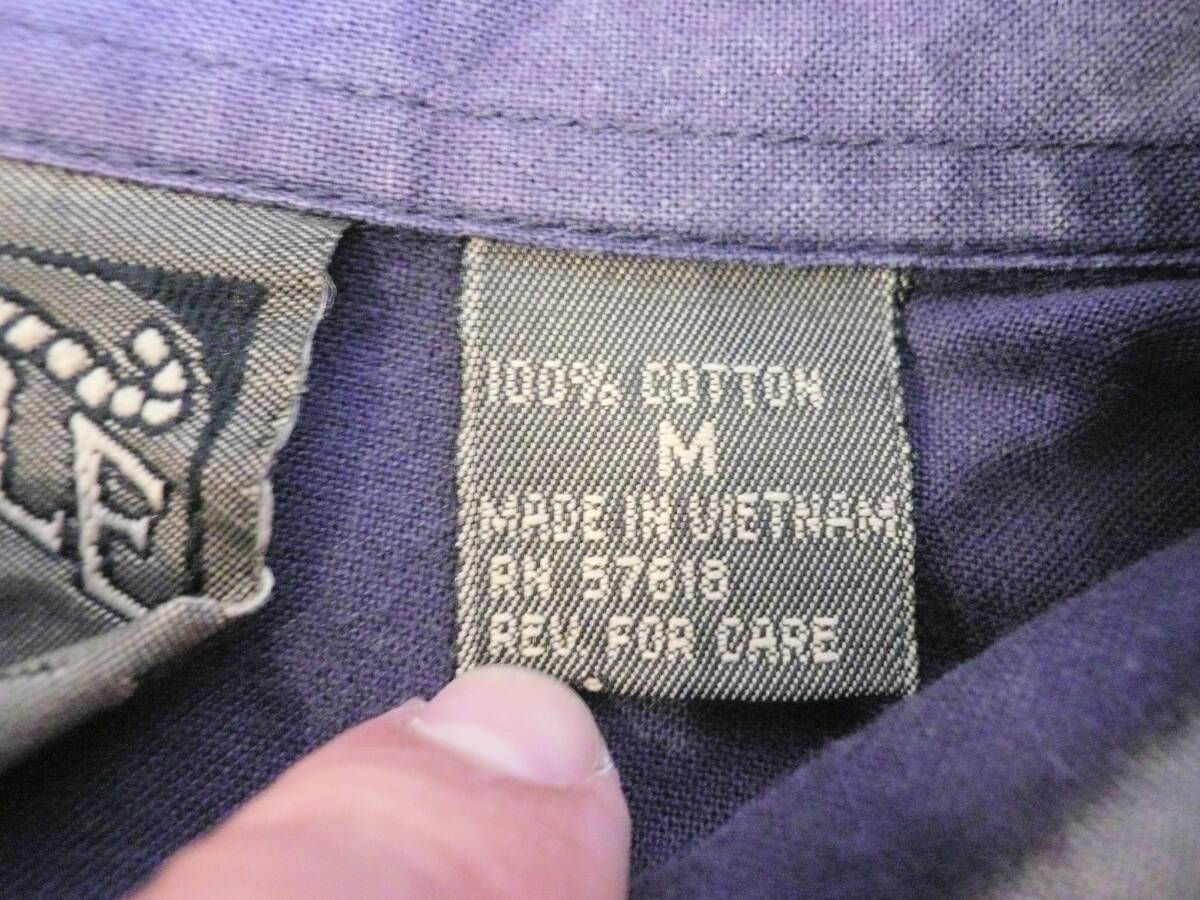 100% COTTON
M
MADE IN VIETNAM
RN 57818
REV. FOR CARE